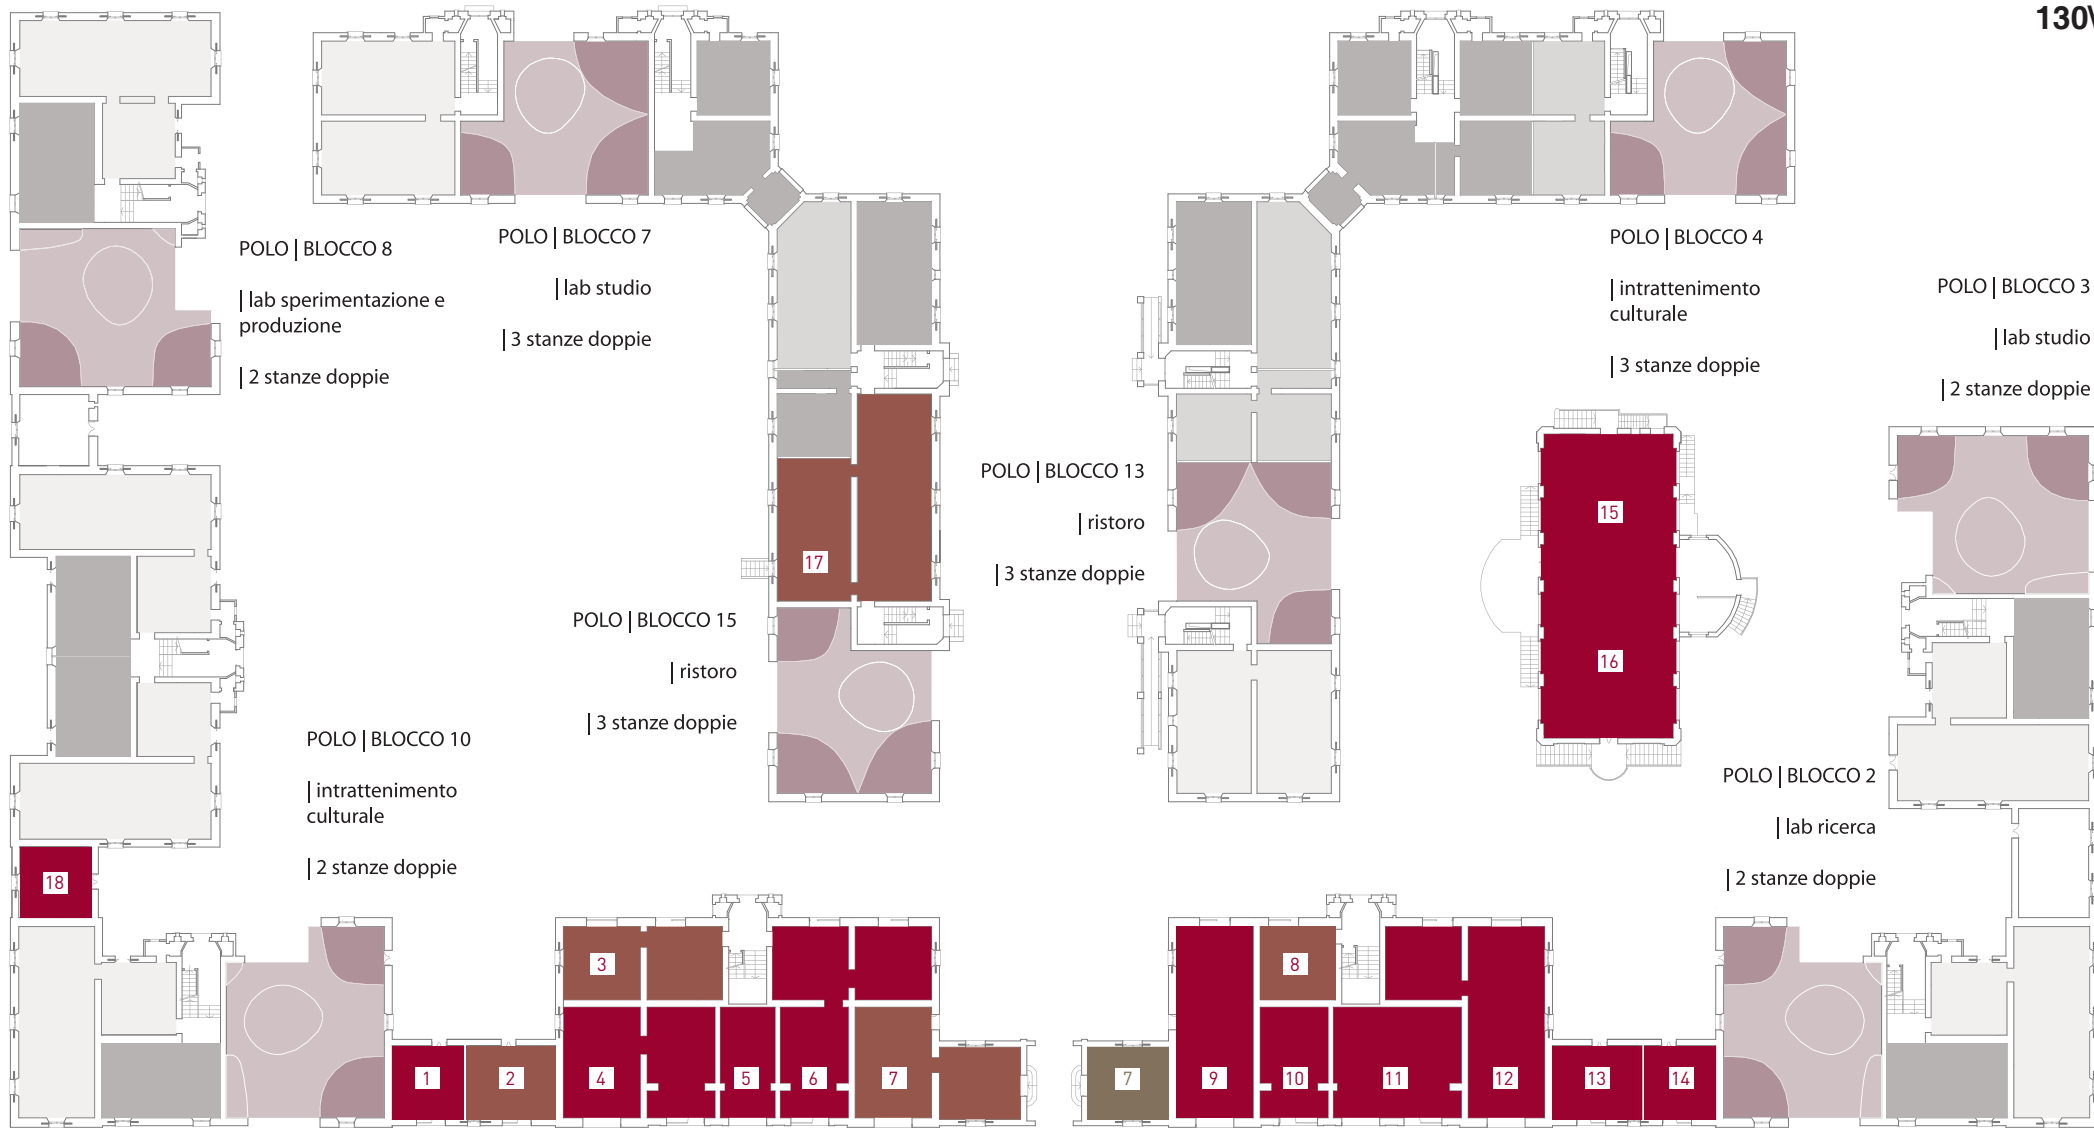 130V
POLO | BLOCCO 8
| lab sperimentazione e
produzione
| 2 stanze doppie
POLO | BLOCCO 7
| lab studio
| 3 stanze doppie
POLO | BLOCCO 4
| intrattenimento
culturale
| 3 stanze doppie
POLO | BLOCCO 3
| lab studio
| 2 stanze doppie
POLO | BLOCCO 13
| ristoro
| 3 stanze doppie
15
16
17
POLO | BLOCCO 15
| ristoro
| 3 stanze doppie
POLO | BLOCCO 10
| intrattenimento
culturale
| 2 stanze doppie
POLO | BLOCCO 2
| lab ricerca
| 2 stanze doppie
18
3
8
1
2
4
5
6
7
7
9
10
11
12
13
14